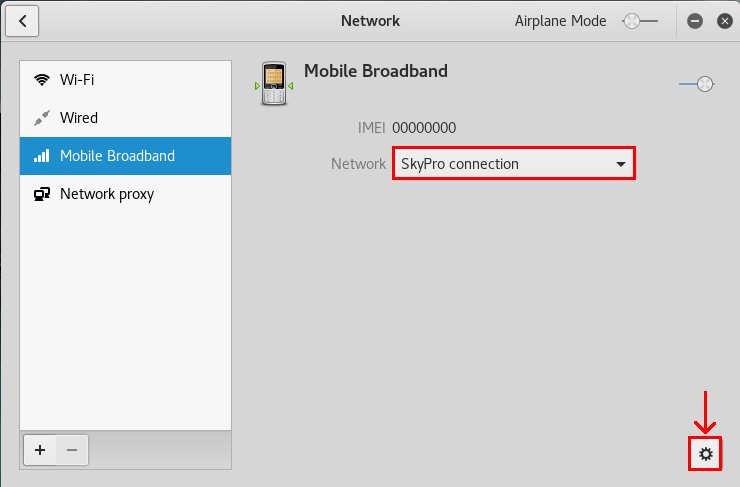 Network
Airplane Mode
Wi-Fi
Wired
Mobile Broadband
Network proxy
Mobile Broadband
IMEI 00000000
Network SkyPro connection